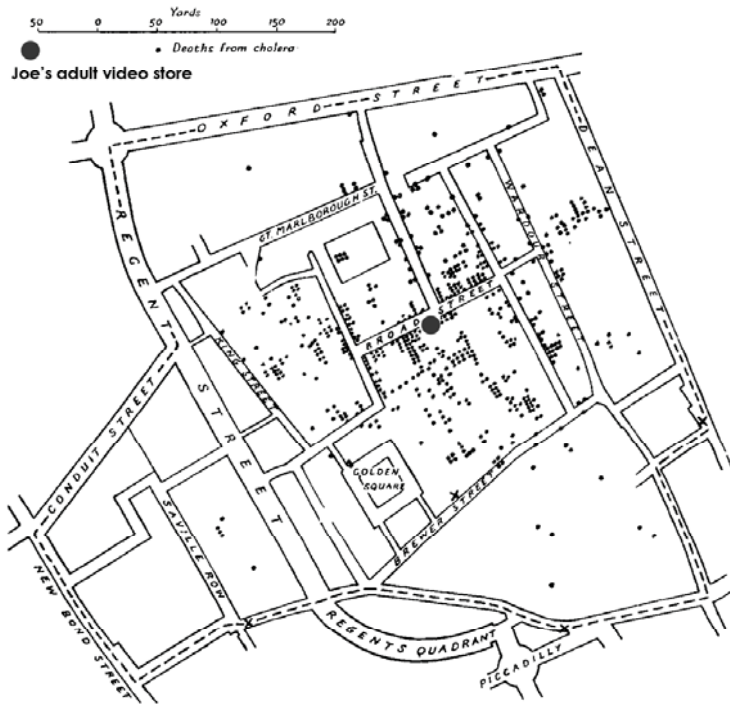 Yards
50 0 50 100 150 200
Deaths from cholera
Joe's adult video store
OXFORD STREET
DEAN STREET
REGENT STREET
GT. MARLBOROUGH ST.
WARDOUR STREET
BROAD STREET
KING STREET
CONDUIT STREET
GOLDEN
SQUARE
SAVILLE ROW
BREWER STREET
NEW BOND STREET
REGENTS QUADRANT
PICCADILLY